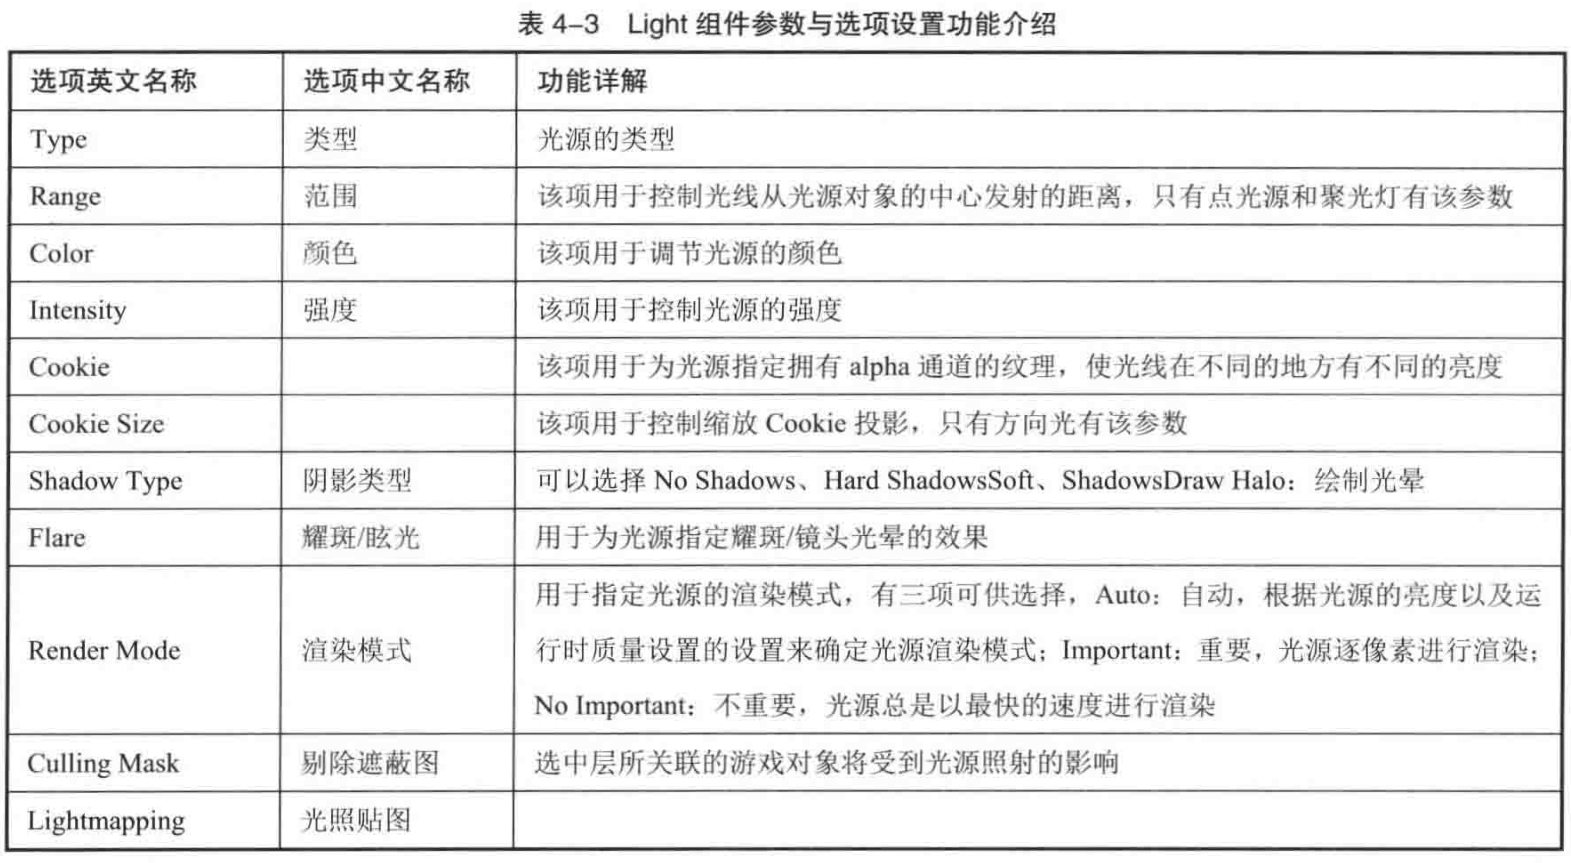 表 4-3 Light 组件参数与选项设置功能介绍
选项英文名称 选项中文名称 功能详解
Type 类型 光源的类型
Range 范围 该项用于控制光线从光源对象的中心发射的距离，只有点光源和聚光灯有该参数
Color 颜色 该项用于调节光源的颜色
Intensity 强度 该项用于控制光源的强度
Cookie 该项用于为光源指定拥有 alpha 通道的纹理，使光线在不同的地方有不同的亮度
Cookie Size 该项用于控制缩放 Cookie 投影，只有方向光有该参数
Shadow Type 阴影类型 可以选择 No Shadows、Hard ShadowsSoft、ShadowsDraw Halo：绘制光晕
Flare 耀斑/眩光 用于为光源指定耀斑/镜头光晕的效果
用于指定光源的渲染模式，有三项可供选择，Auto：自动，根据光源的亮度以及运
Render Mode 渲染模式 行时质量设置的设置来确定光源渲染模式；Important：重要，光源逐像素进行渲染；
No Important：不重要，光源总是以最快的速度进行渲染
Culling Mask 剔除遮蔽图 选中层所关联的游戏对象将受到光源照射的影响
Lightmapping 光照贴图